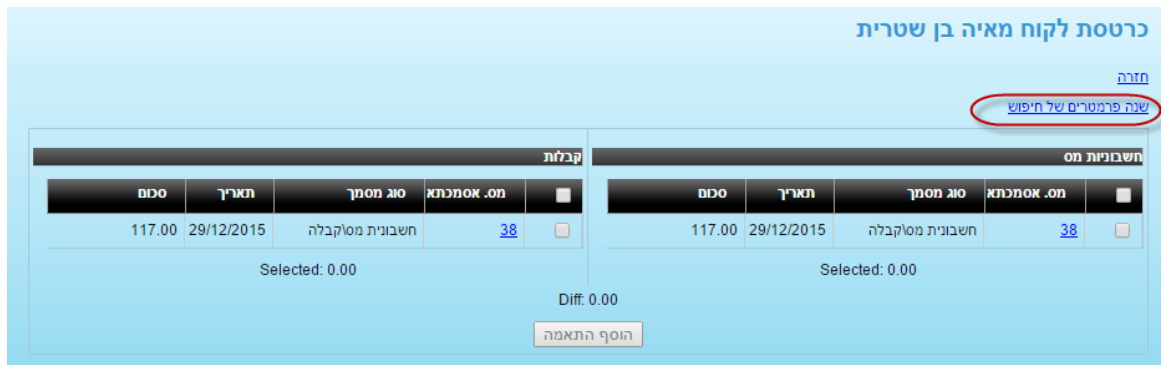 כרטסת לקוח מאיה בן שטרית
חזרה
שנה פרמטרים של חיפוש
חשבוניות מס
מס. אסמכתא סוג מסמך תאריך סכום
38 חשבונית מס\קבלה 29/12/2015 117.00
Selected: 0.00
קבלות
מס. אסמכתא סוג מסמך תאריך סכום
38 חשבונית מס\קבלה 29/12/2015 117.00
Selected: 0.00
Diff: 0.00
הוסף התאמה